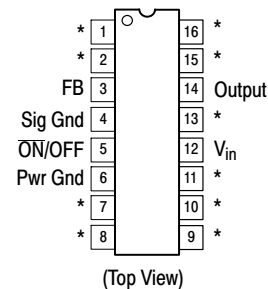 * 1 16 *
* 2 15 *
FB 3 14 Output
Sig Gnd 4 13 *
O̅N̅/OFF 5 12 Vin
Pwr Gnd 6 11 *
* 7 10 *
* 8 9 *
(Top View)